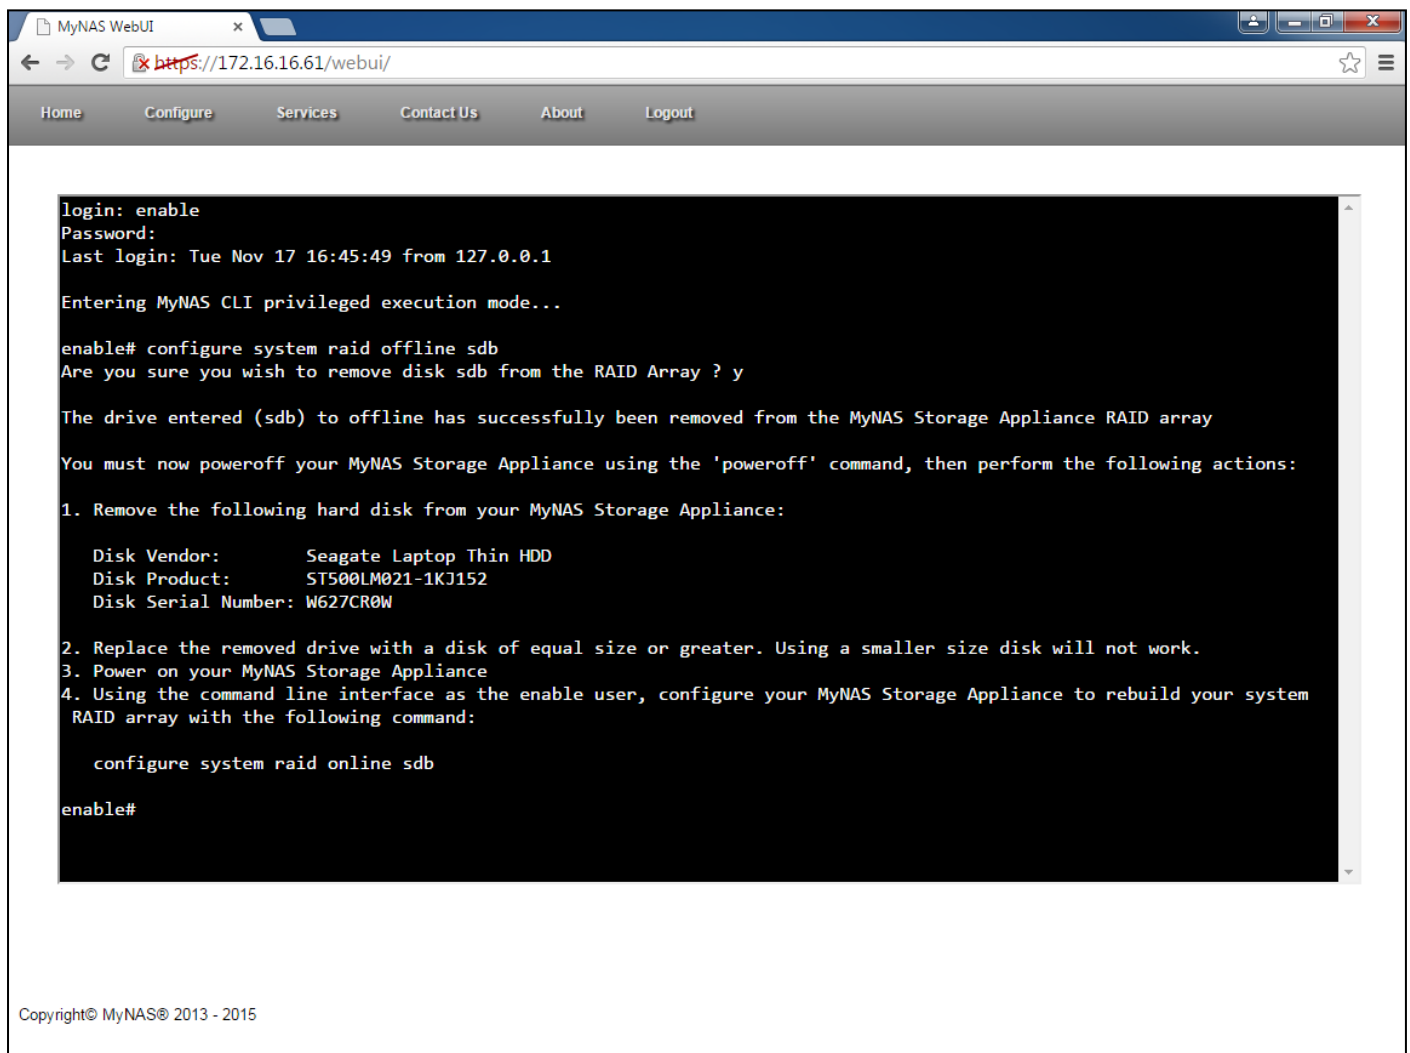 MyNAS WebUI
https://172.16.16.61/webui/
Home Configure Services Contact Us About Logout
login: enable
Password:
Last login: Tue Nov 17 16:45:49 from 127.0.0.1
Entering MyNAS CLI privileged execution mode...
enable# configure system raid offline sdb
Are you sure you wish to remove disk sdb from the RAID Array ? y
The drive entered (sdb) to offline has successfully been removed from the MyNAS Storage Appliance RAID array
You must now poweroff your MyNAS Storage Appliance using the 'poweroff' command, then perform the following actions:
1. Remove the following hard disk from your MyNAS Storage Appliance:
Disk Vendor: Seagate Laptop Thin HDD
Disk Product: ST500LM021-1KJ152
Disk Serial Number: W627CR0W
2. Replace the removed drive with a disk of equal size or greater. Using a smaller size disk will not work.
3. Power on your MyNAS Storage Appliance
4. Using the command line interface as the enable user, configure your MyNAS Storage Appliance to rebuild your system
RAID array with the following command:
configure system raid online sdb
enable#
Copyright© MyNAS® 2013 - 2015